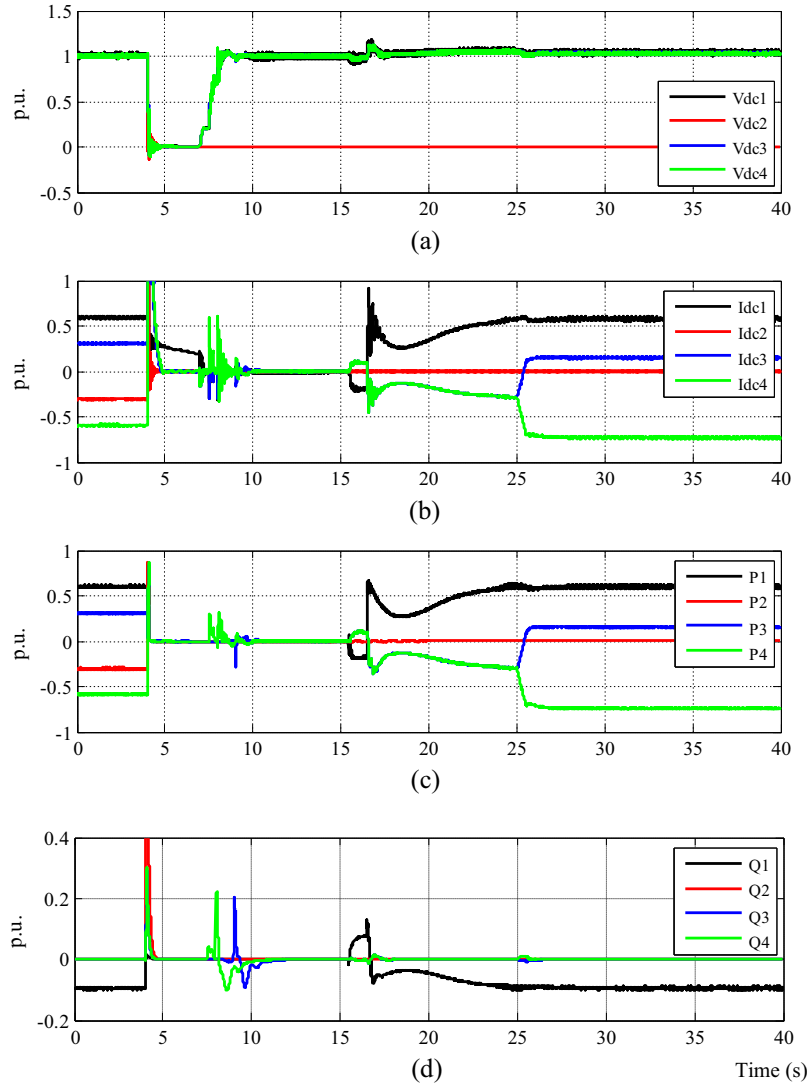 1.5
1
0.5
0
-0.5
p.u.
Vdc1
Vdc2
Vdc3
Vdc4
0 5 10 15 20 25 30 35 40
(a)
1
0.5
0
-0.5
-1
p.u.
Idc1
Idc2
Idc3
Idc4
0 5 10 15 20 25 30 35 40
(b)
1
0.5
0
-0.5
-1
p.u.
P1
P2
P3
P4
0 5 10 15 20 25 30 35 40
(c)
0.4
0.2
0
-0.2
p.u.
Q1
Q2
Q3
Q4
0 5 10 15 20 25 30 35 40
(d)
Time (s)